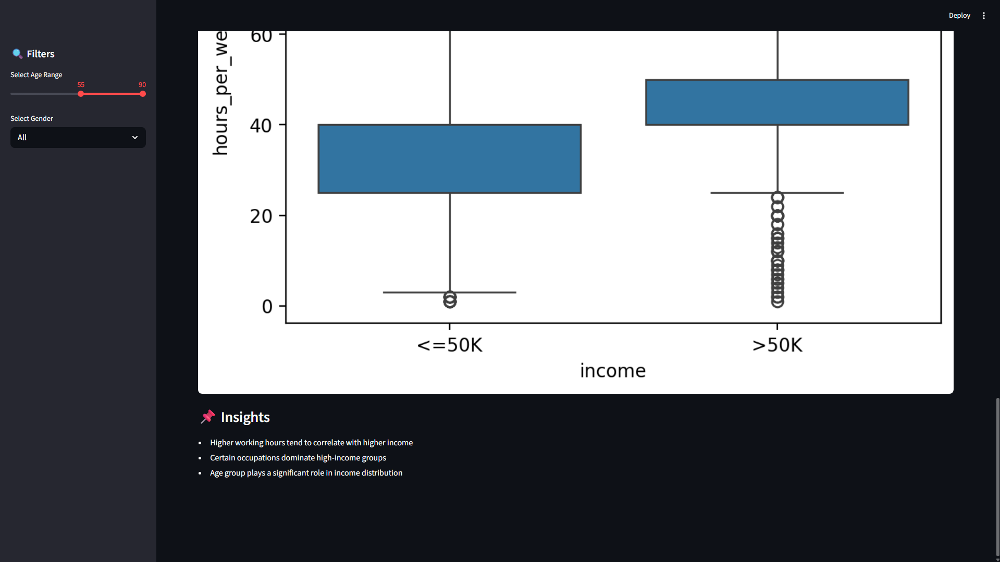 Deploy
Filters
Select Age Range
55 90
Select Gender
All
hours_per_we
60
40
20
0
<=50K >50K
income
Insights
Higher working hours tend to correlate with higher income
Certain occupations dominate high-income groups
Age group plays a significant role in income distribution